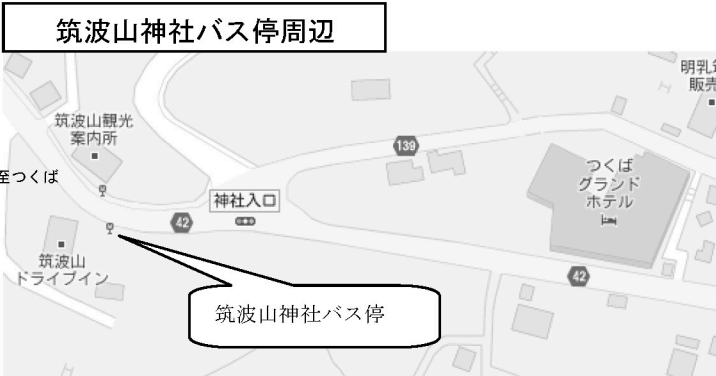 筑波山神社バス停周辺
明乳
販売
筑波山観光
案内所
139
至つくば
つくば
グランド
ホテル
神社入口
42
筑波山
ドライブイン
42
筑波山神社バス停